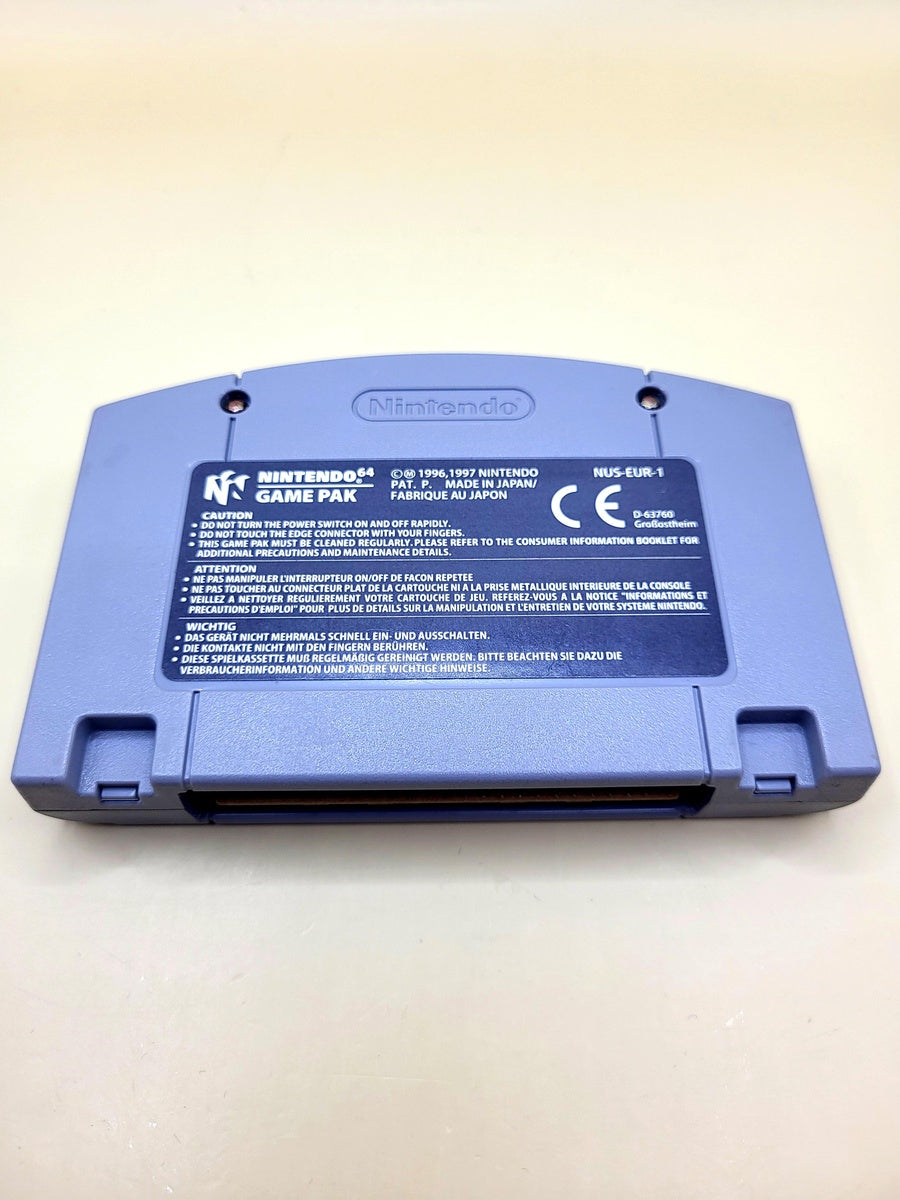 Nintendo
NINTENDO64
GAME PAK
©Ⓜ 1996,1997 NINTENDO
PAT. P. MADE IN JAPAN/
FABRIQUE AU JAPON
NUS-EUR-1
CE
D-63760
Großostheim
CAUTION
• DO NOT TURN THE POWER SWITCH ON AND OFF RAPIDLY.
• DO NOT TOUCH THE EDGE CONNECTOR WITH YOUR FINGERS.
• THIS GAME PAK MUST BE CLEANED REGULARLY. PLEASE REFER TO THE CONSUMER INFORMATION BOOKLET FOR
ADDITIONAL PRECAUTIONS AND MAINTENANCE DETAILS.
ATTENTION
• NE PAS MANIPULER L'INTERRUPTEUR ON/OFF DE FACON REPETEE
• NE PAS TOUCHER AU CONNECTEUR PLAT DE LA CARTOUCHE NI A LA PRISE METALLIQUE INTERIEURE DE LA CONSOLE
• VEILLEZ A NETTOYER REGULIEREMENT VOTRE CARTOUCHE DE JEU. REFEREZ-VOUS A LA NOTICE "INFORMATIONS ET
PRECAUTIONS D'EMPLOI" POUR PLUS DE DETAILS SUR LA MANIPULATION ET L'ENTRETIEN DE VOTRE SYSTEME NINTENDO.
WICHTIG
• DAS GERÄT NICHT MEHRMALS SCHNELL EIN- UND AUSSCHALTEN.
• DIE KONTAKTE NICHT MIT DEN FINGERN BERÜHREN.
• DIESE SPIELKASSETTE MUß REGELMÄßIG GEREINIGT WERDEN. BITTE BEACHTEN SIE DAZU DIE
VERBRAUCHERINFORMATION UND ANDERE WICHTIGE HINWEISE.